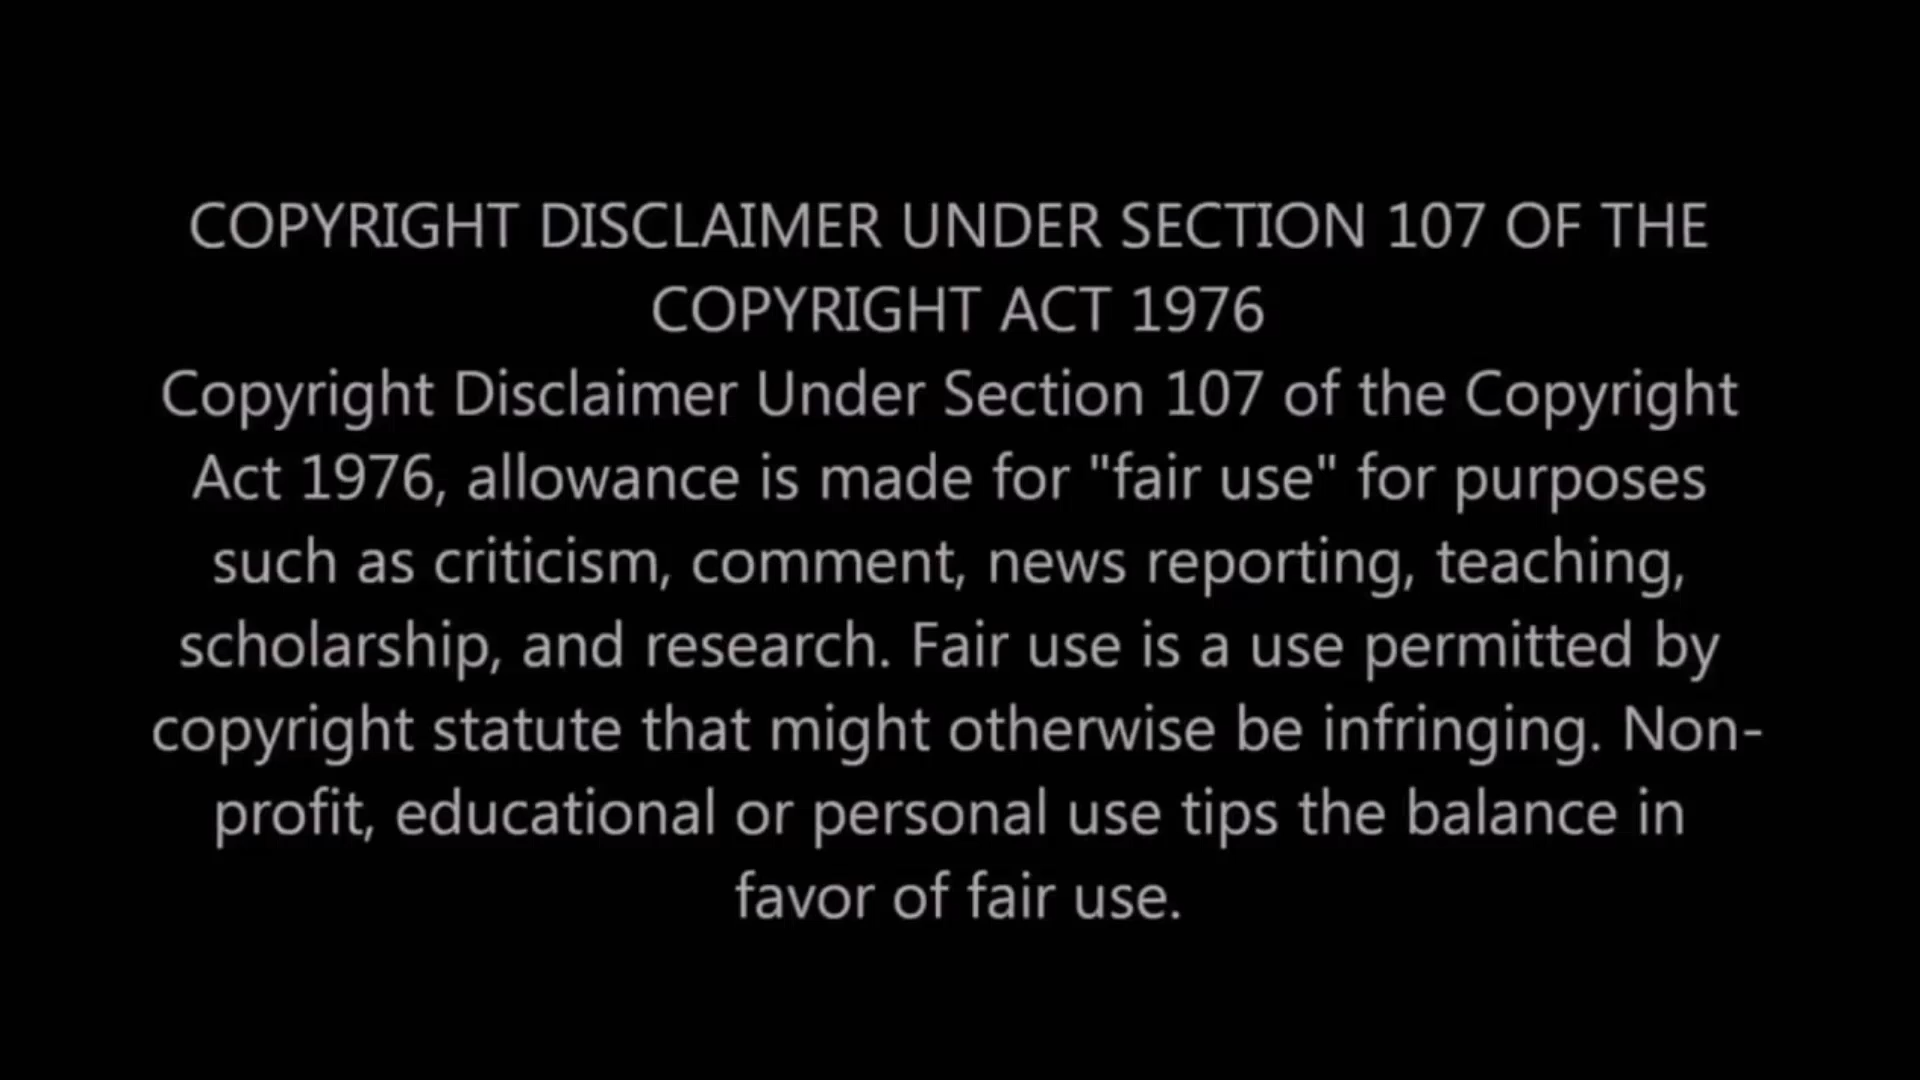 COPYRIGHT DISCLAIMER UNDER SECTION 107 OF THE
COPYRIGHT ACT 1976
Copyright Disclaimer Under Section 107 of the Copyright
Act 1976, allowance is made for "fair use" for purposes
such as criticism, comment, news reporting, teaching,
scholarship, and research. Fair use is a use permitted by
copyright statute that might otherwise be infringing. Non-
profit, educational or personal use tips the balance in
favor of fair use.